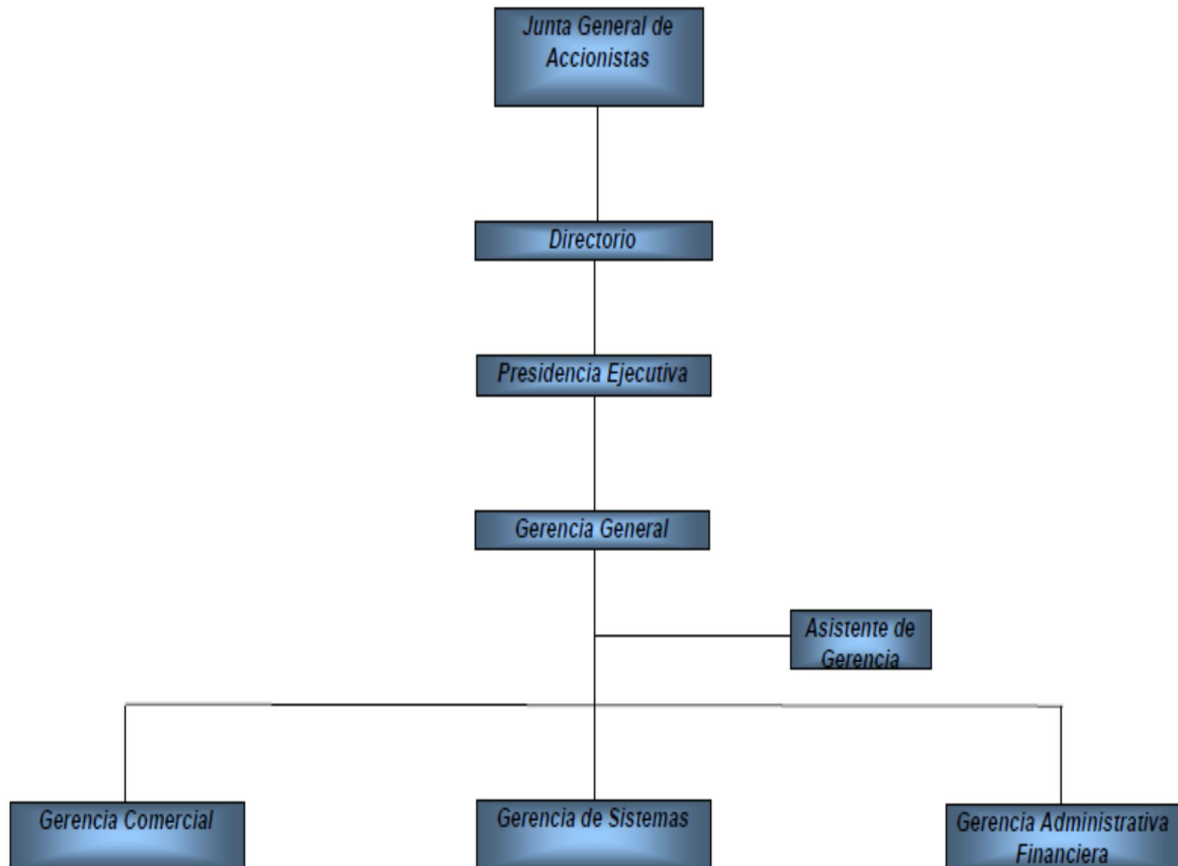 Junta General de
Accionistas
Directorio
Presidencia Ejecutiva
Gerencia General
Asistente de
Gerencia
Gerencia Comercial
Gerencia de Sistemas
Gerencia Administrativa
Financiera